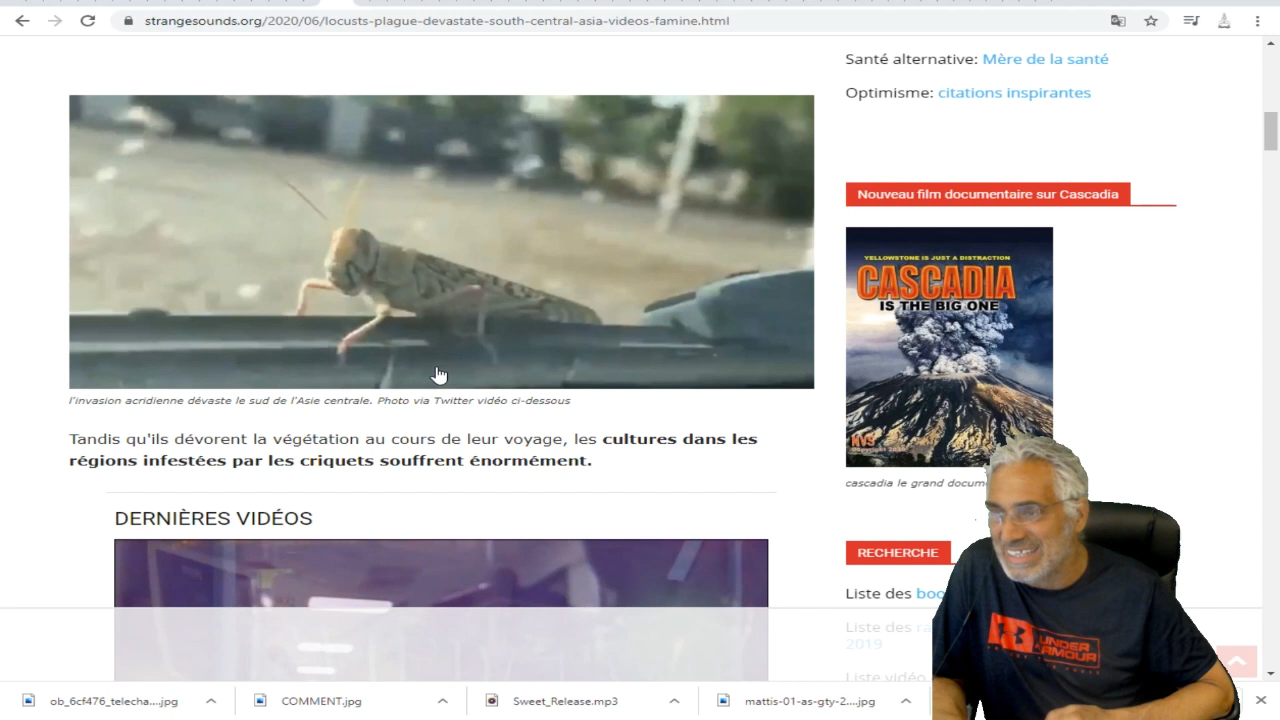 strangesounds.org/2020/06/locusts-plague-devastate-south-central-asia-videos-famine.html
Santé alternative: Mère de la santé
Optimisme: citations inspirantes
Nouveau film documentaire sur Cascadia
YELLOWSTONE IS JUST A DISTRACTION
CASCADIA
IS THE BIG ONE
l'invasion acridienne dévaste le sud de l'Asie centrale. Photo via Twitter vidéo ci-dessous
Tandis qu'ils dévorent la végétation au cours de leur voyage, les cultures dans les
régions infestées par les criquets souffrent énormément.
cascadia le grand docum
DERNIÈRES VIDÉOS
RECHERCHE
Liste des boo
Liste des ra
2019
Liste vidéo
UNDER
ARMOUR
ob_6cf476_telecha....jpg
COMMENT.jpg
Sweet_Release.mp3
mattis-01-as-gty-2....jpg